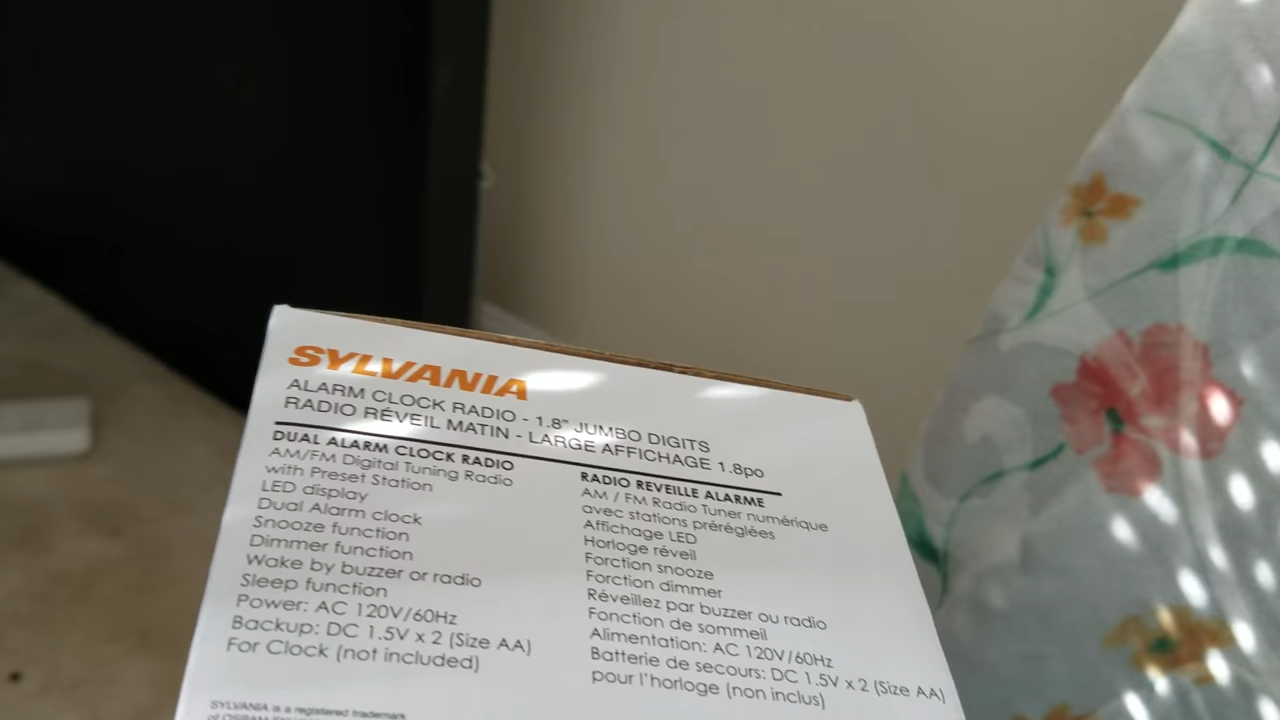 SYLVANIA
ALARM CLOCK RADIO - 1.8" JUMBO DIGITS
RADIO RÉVEIL MATIN - LARGE AFFICHAGE 1.8po
DUAL ALARM CLOCK RADIO
AM/FM Digital Tuning Radio
with Preset Station
LED display
Dual Alarm clock
Snooze function
Dimmer function
Wake by buzzer or radio
Sleep function
Power: AC 120V/60Hz
Backup: DC 1.5V x 2 (Size AA)
For Clock (not included)
RADIO REVEILLE ALARME
AM / FM Radio Tuner numérique
avec stations préréglées
Affichage LED
Horloge réveil
Forction snooze
Forction dimmer
Réveillez par buzzer ou radio
Fonction de sommeil
Alimentation: AC 120V/60Hz
Batterie de secours: DC 1.5V x 2 (Size AA)
pour l'horloge (non inclus)
SYLVANIA is a registered trademark
of OSRAM